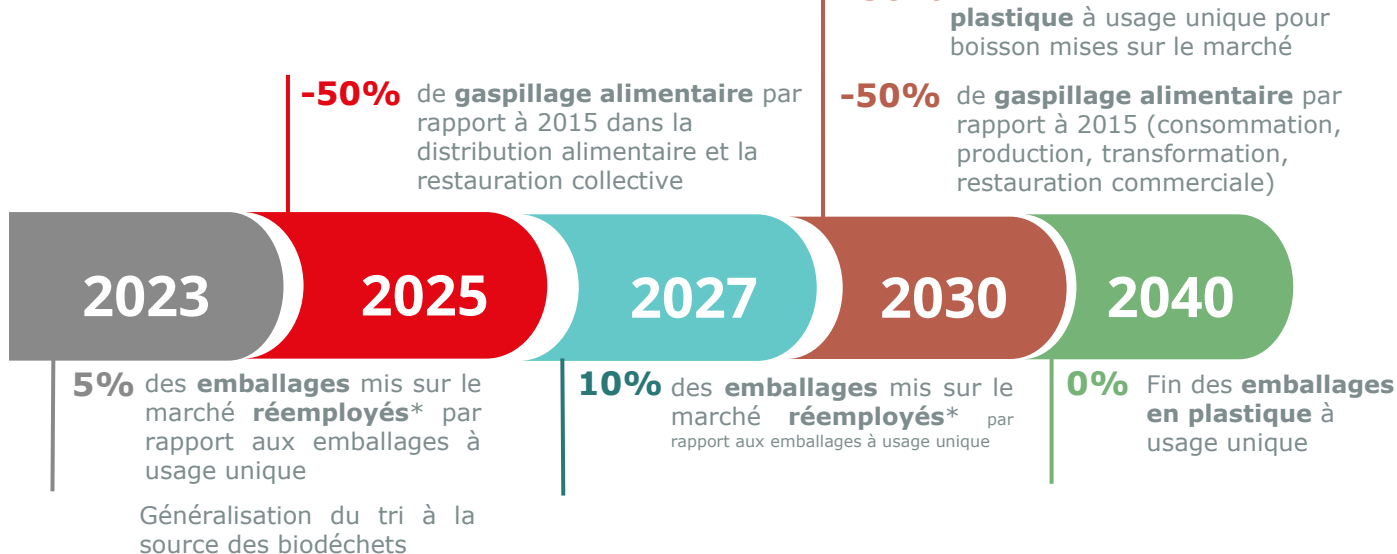 plastique à usage unique pour
boisson mises sur le marché
-50% de gaspillage alimentaire par
rapport à 2015 dans la
distribution alimentaire et la
restauration collective
-50% de gaspillage alimentaire par
rapport à 2015 (consommation,
production, transformation,
restauration commerciale)
2023 2025 2027 2030 2040
5% des emballages mis sur le
marché réemployés* par
rapport aux emballages à
usage unique
Généralisation du tri à la
source des biodéchets
10% des emballages mis sur le
marché réemployés* par
rapport aux emballages à usage unique
0% Fin des emballages
en plastique à
usage unique